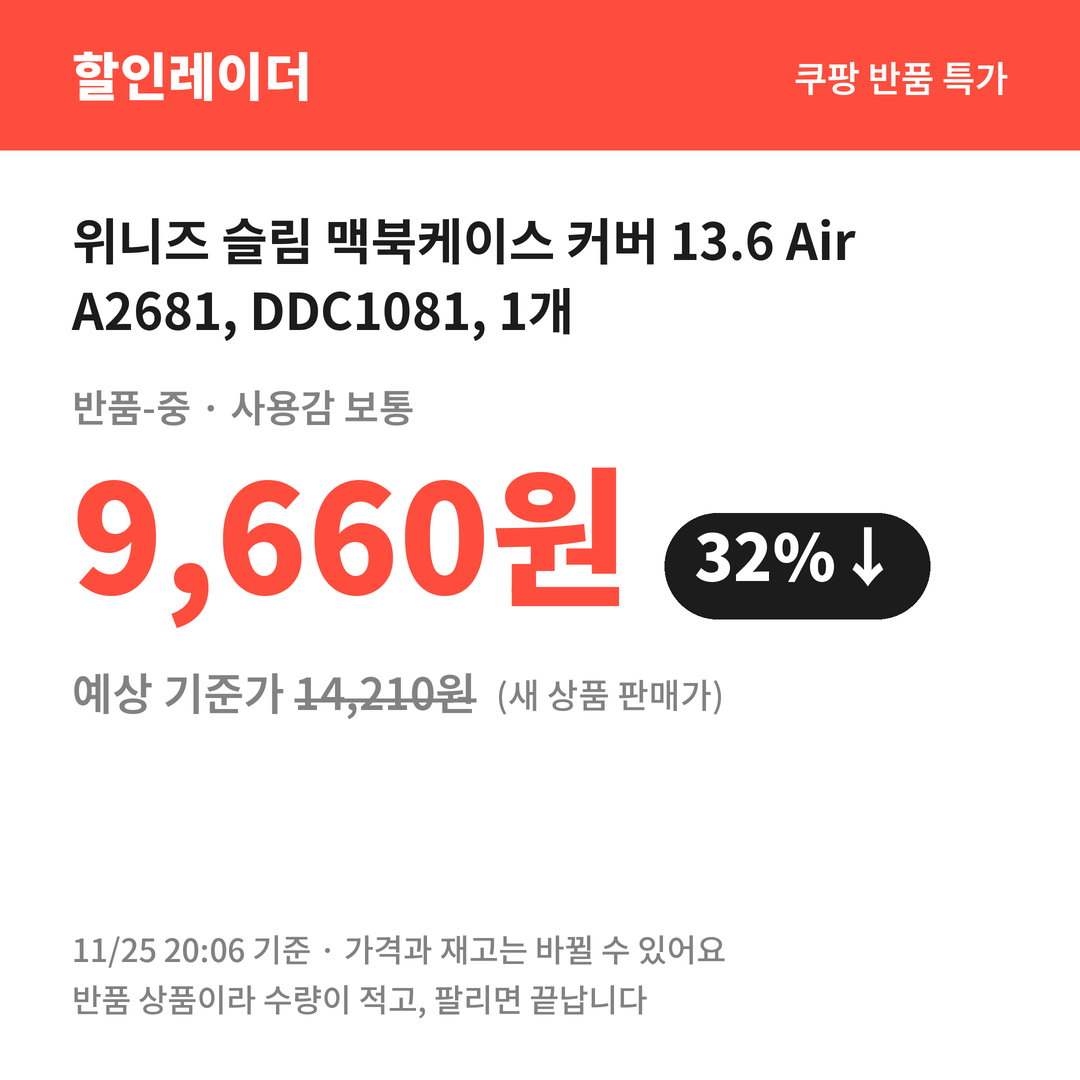 할인레이더
쿠팡 반품 특가
위니즈 슬림 맥북케이스 커버 13.6 Air
A2681, DDC1081, 1개
반품-중 · 사용감 보통
9,660원
32%↓
예상 기준가 14,210원 (새 상품 판매가)
11/25 20:06 기준 · 가격과 재고는 바뀔 수 있어요
반품 상품이라 수량이 적고, 팔리면 끝납니다